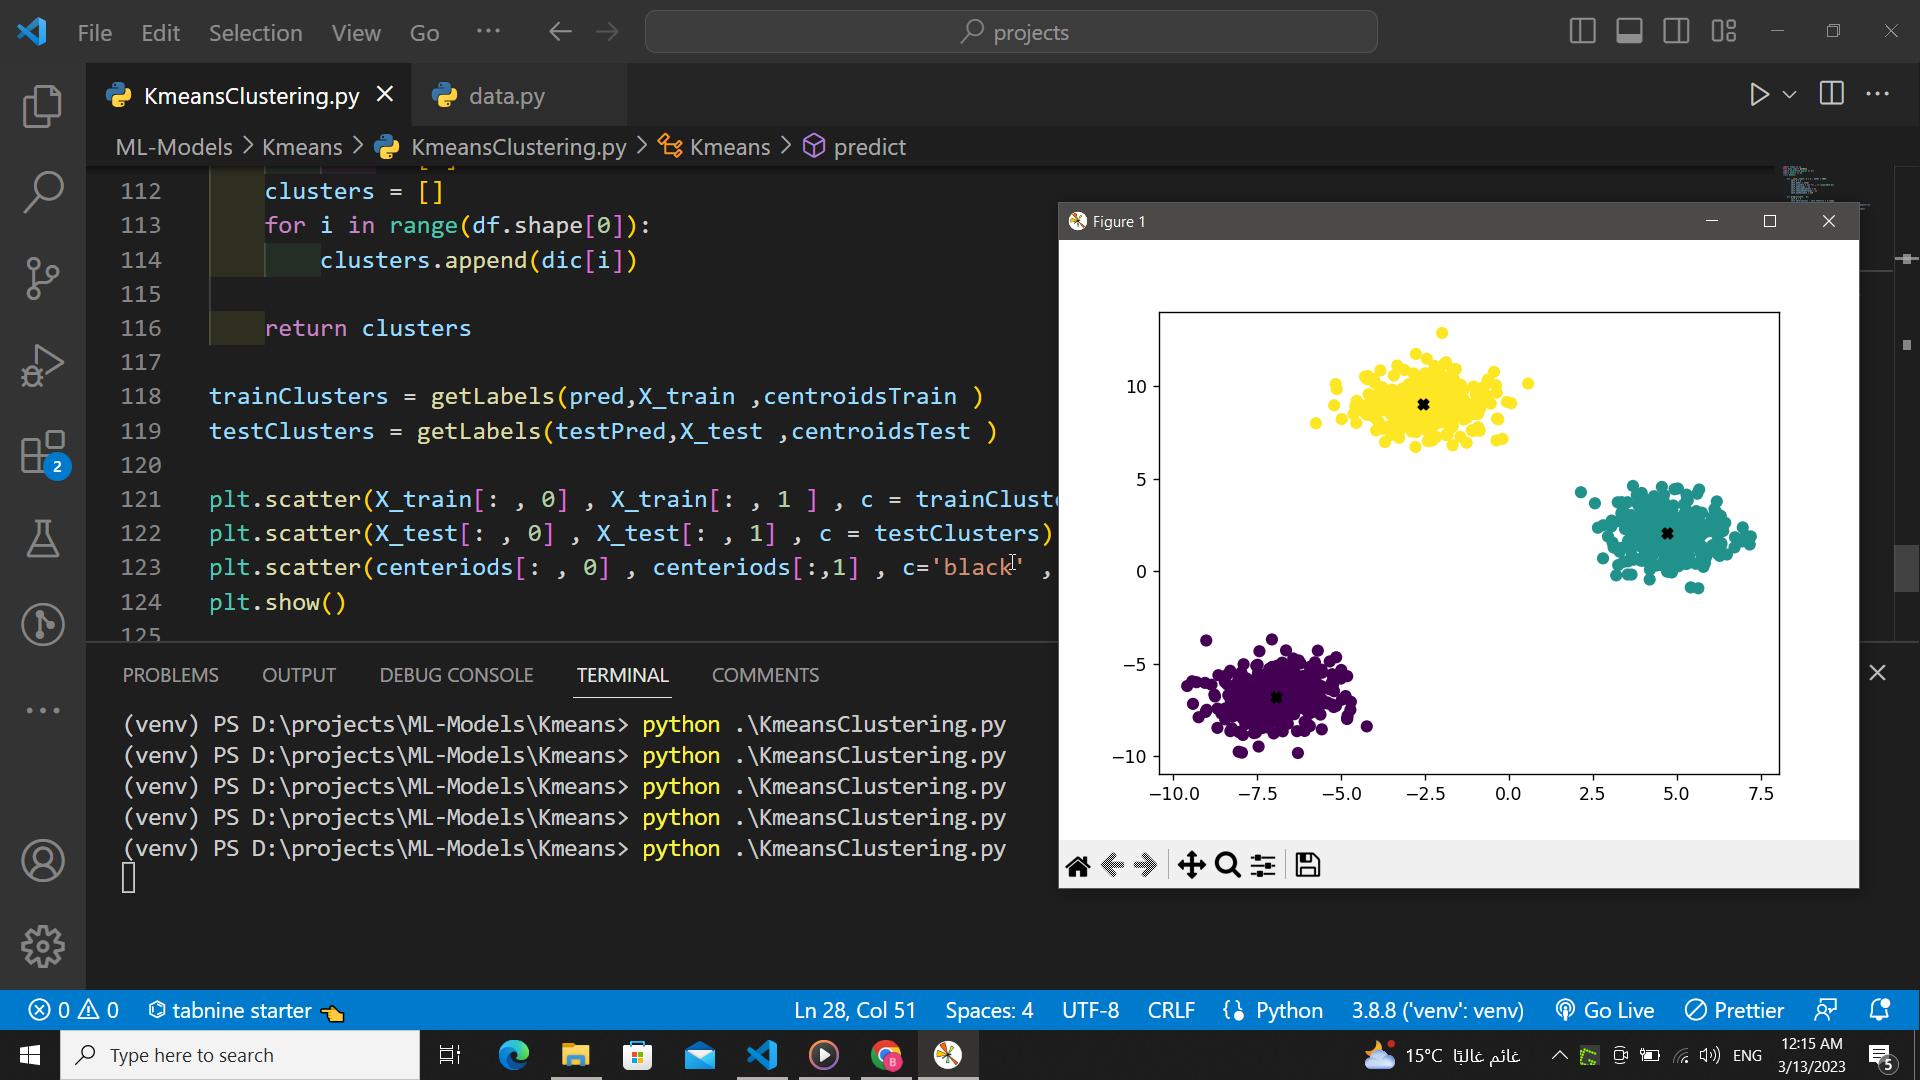 File Edit Selection View Go ··· projects
KmeansClustering.py data.py
ML-Models > Kmeans > KmeansClustering.py > Kmeans > predict
112 clusters = []
113 for i in range(df.shape[0]):
114 clusters.append(dic[i])
115
116 return clusters
117
118 trainClusters = getLabels(pred,X_train ,centroidsTrain )
119 testClusters = getLabels(testPred,X_test ,centroidsTest )
120
121 plt.scatter(X_train[: , 0] , X_train[: , 1 ] , c = trainCluste
122 plt.scatter(X_test[: , 0] , X_test[: , 1] , c = testClusters)
123 plt.scatter(centeriods[: , 0] , centeriods[:,1] , c='black' ,
124 plt.show()
125
Figure 1
10
5
0
−5
−10
−10.0 −7.5 −5.0 −2.5 0.0 2.5 5.0 7.5
PROBLEMS OUTPUT DEBUG CONSOLE TERMINAL COMMENTS
(venv) PS D:\projects\ML-Models\Kmeans> python .\KmeansClustering.py
(venv) PS D:\projects\ML-Models\Kmeans> python .\KmeansClustering.py
(venv) PS D:\projects\ML-Models\Kmeans> python .\KmeansClustering.py
(venv) PS D:\projects\ML-Models\Kmeans> python .\KmeansClustering.py
(venv) PS D:\projects\ML-Models\Kmeans> python .\KmeansClustering.py
2
0 0 tabnine starter Ln 28, Col 51 Spaces: 4 UTF-8 CRLF Python 3.8.8 ('venv': venv) Go Live Prettier
Type here to search 15°C غائم غالبًا ENG 12:15 AM
3/13/2023
5